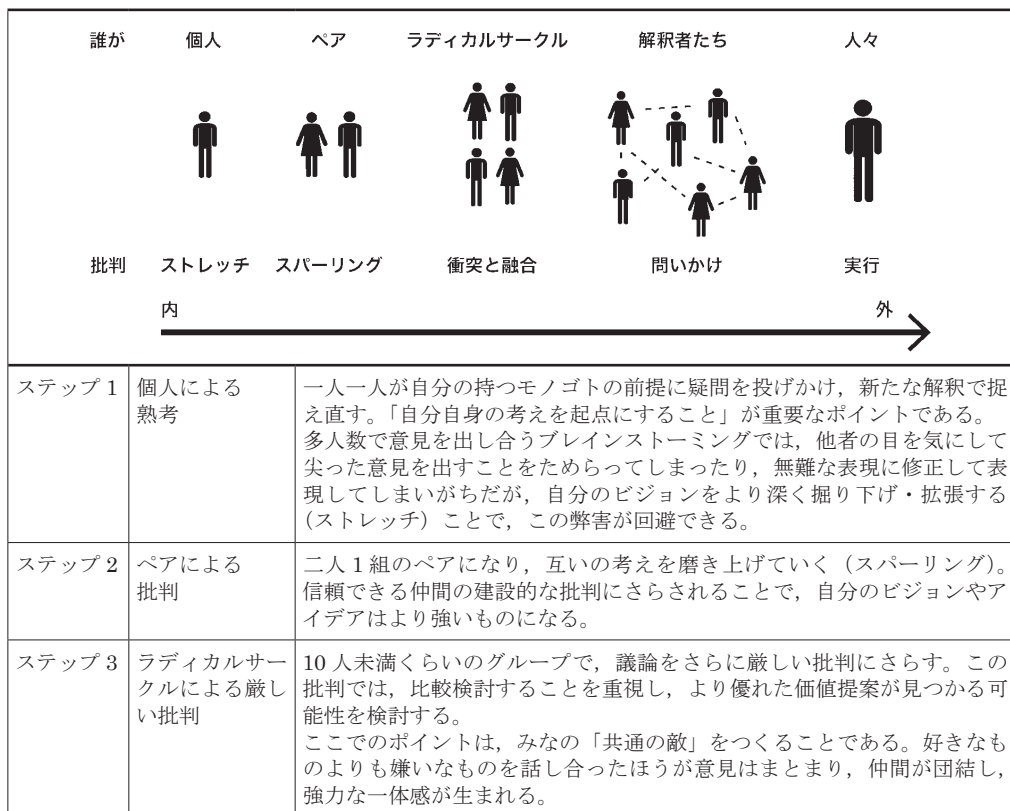 誰が 個人 ペア ラディカルサークル 解釈者たち 人々
批判 ストレッチ スパーリング 衝突と融合 問いかけ 実行
内 外
ステップ 1 個人による
熟考
一人一人が自分の持つモノゴトの前提に疑問を投げかけ，新たな解釈で捉
え直す。「自分自身の考えを起点にすること」が重要なポイントである。
多人数で意見を出し合うブレインストーミングでは，他者の目を気にして
尖った意見を出すことをためらってしまったり，無難な表現に修正して表
現してしまいがちだが，自分のビジョンをより深く掘り下げ・拡張する
（ストレッチ）ことで，この弊害が回避できる。
ステップ 2 ペアによる
批判
二人 1 組のペアになり，互いの考えを磨き上げていく（スパーリング）。
信頼できる仲間の建設的な批判にさらされることで，自分のビジョンやア
イデアはより強いものになる。
ステップ 3 ラディカルサー
クルによる厳し
い批判
10 人未満くらいのグループで，議論をさらに厳しい批判にさらす。この
批判では，比較検討することを重視し，より優れた価値提案が見つかる可
能性を検討する。
ここでのポイントは，みなの「共通の敵」をつくることである。好きなも
のよりも嫌いなものを話し合ったほうが意見はまとまり，仲間が団結し，
強力な一体感が生まれる。